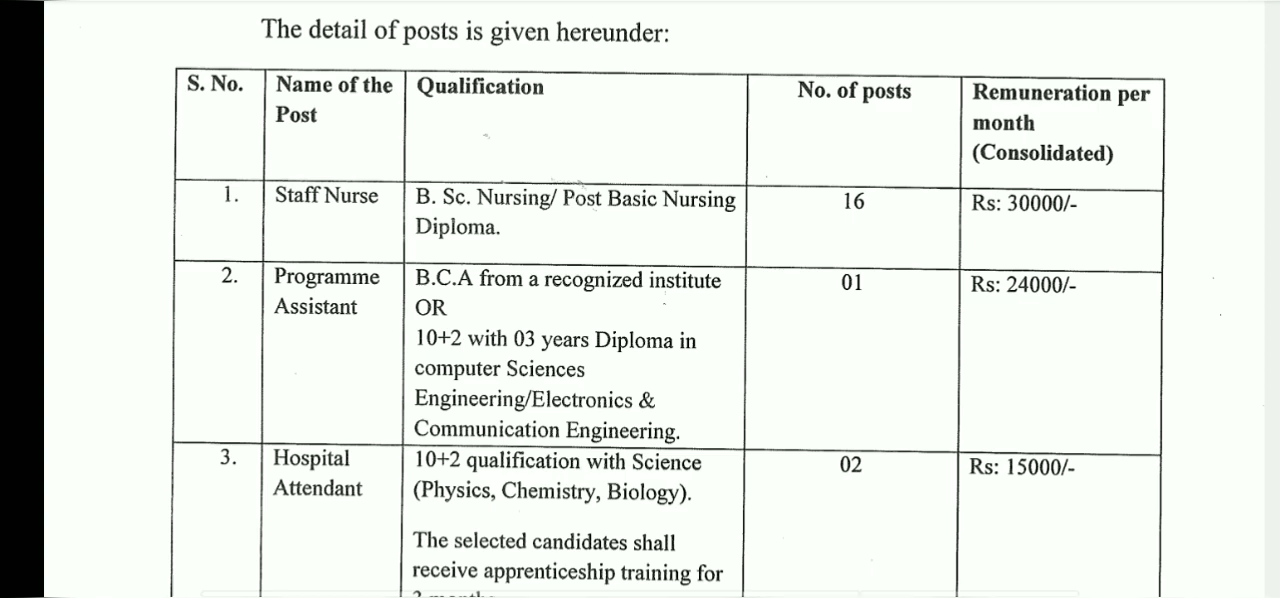 The detail of posts is given hereunder:
S. No.
Name of the
Post
Qualification
No. of posts
Remuneration per
month
(Consolidated)
1.
Staff Nurse
B. Sc. Nursing/ Post Basic Nursing
Diploma.
16
Rs: 30000/-
2.
Programme
Assistant
B.C.A from a recognized institute
OR
10+2 with 03 years Diploma in
computer Sciences
Engineering/Electronics &
Communication Engineering.
01
Rs: 24000/-
3.
Hospital
Attendant
10+2 qualification with Science
(Physics, Chemistry, Biology).
The selected candidates shall
receive apprenticeship training for
02
Rs: 15000/-